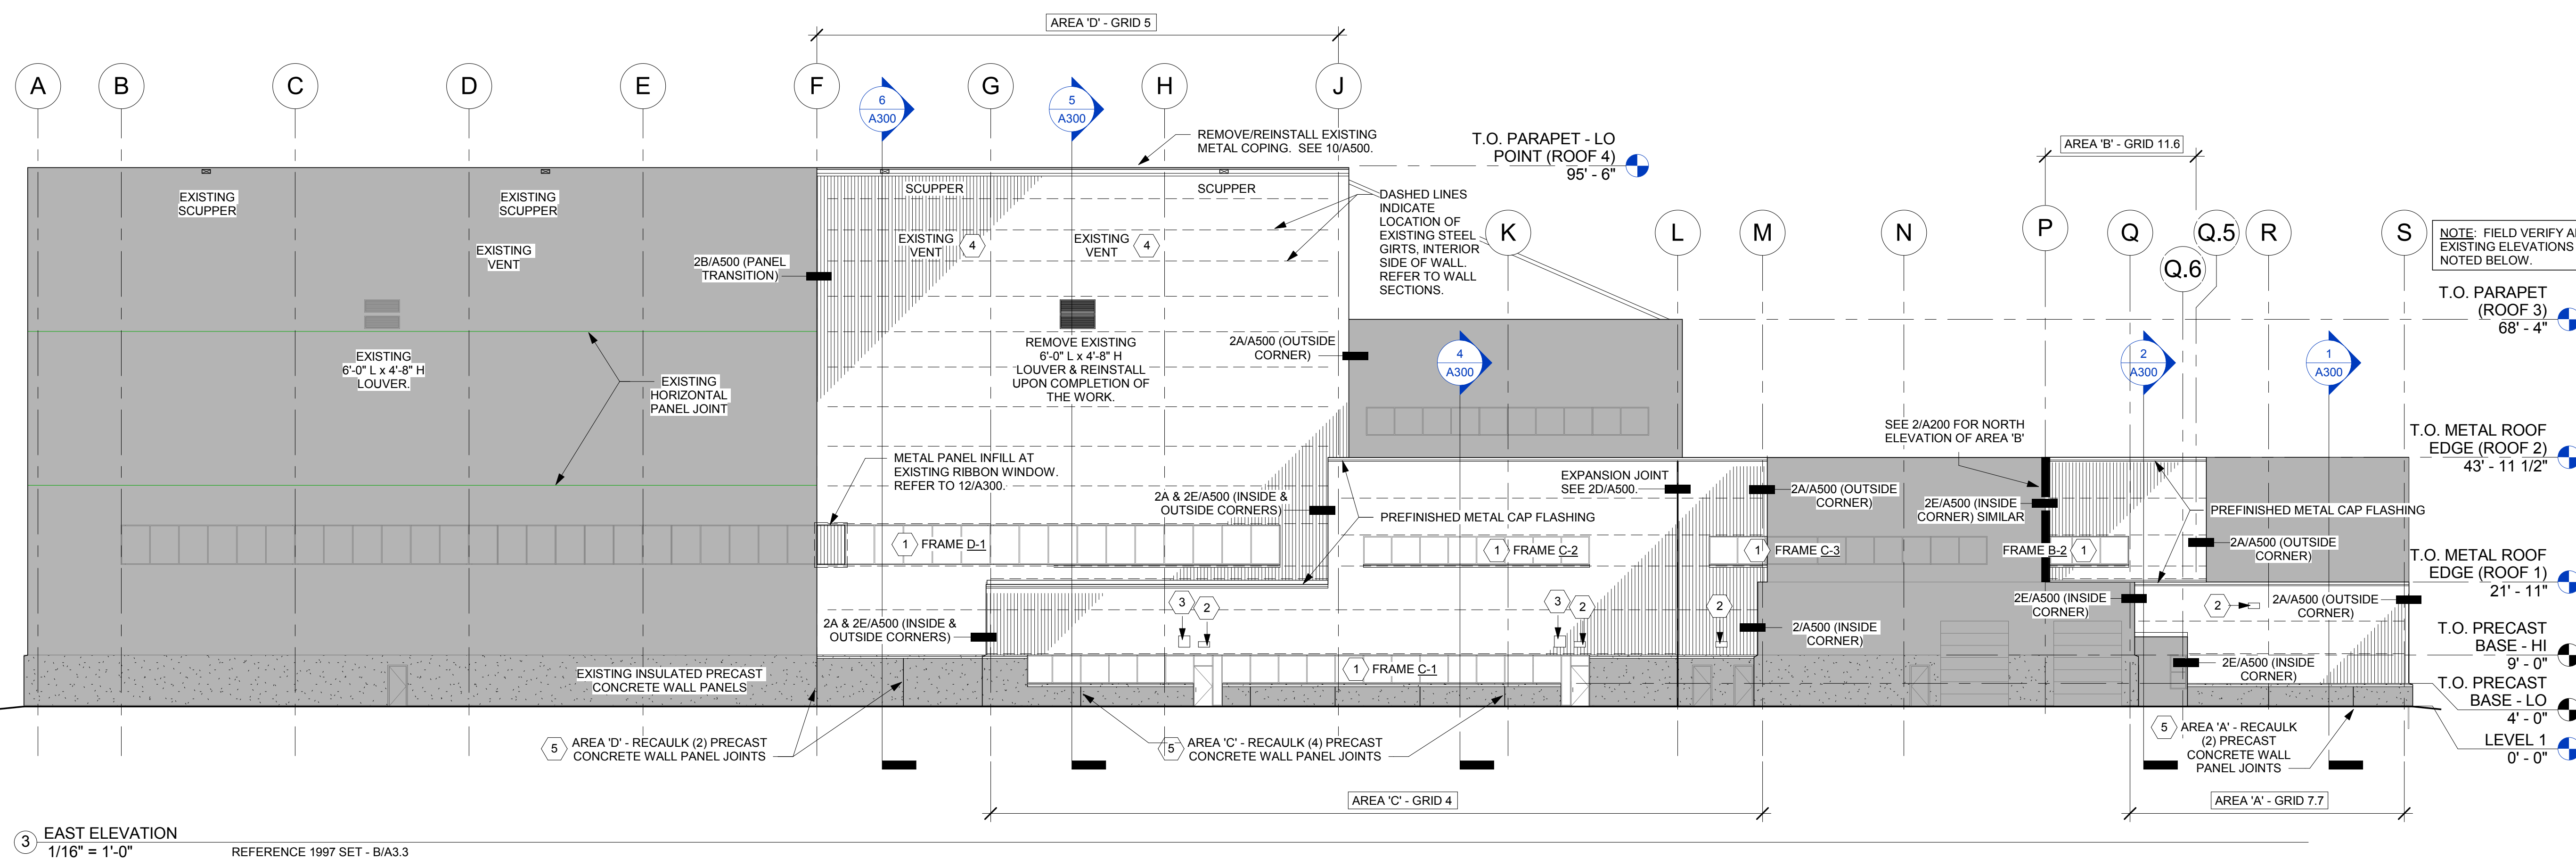 AREA 'D' - GRID 5
A
B
C
D
E
F
G
H
J
6
A300
5
A300
REMOVE/REINSTALL EXISTING
METAL COPING. SEE 10/A500.
T.O. PARAPET - LO
POINT (ROOF 4)
95' - 6"
AREA 'B' - GRID 11.6
EXISTING
SCUPPER
EXISTING
SCUPPER
SCUPPER
SCUPPER
DASHED LINES
INDICATE
LOCATION OF
EXISTING STEEL
GIRTS, INTERIOR
SIDE OF WALL.
REFER TO WALL
SECTIONS.
K
L
M
N
P
Q
Q.6
Q.5
R
S
NOTE: FIELD VERIFY
EXISTING ELEVATIONS
NOTED BELOW.
EXISTING
VENT
EXISTING
VENT
4
EXISTING
VENT
4
2B/A500 (PANEL
TRANSITION)
T.O. PARAPET
(ROOF 3)
68' - 4"
EXISTING
6'-0" L x 4'-8" H
LOUVER.
EXISTING
HORIZONTAL
PANEL JOINT
REMOVE EXISTING
6'-0" L x 4'-8" H
LOUVER & REINSTALL
UPON COMPLETION OF
THE WORK.
2A/A500 (OUTSIDE
CORNER)
4
A300
2
A300
1
A300
SEE 2/A200 FOR NORTH
ELEVATION OF AREA 'B'
T.O. METAL ROOF
EDGE (ROOF 2)
43' - 11 1/2"
METAL PANEL INFILL AT
EXISTING RIBBON WINDOW.
REFER TO 12/A300.
2A & 2E/A500 (INSIDE &
OUTSIDE CORNERS)
EXPANSION JOINT
SEE 2D/A500.
2A/A500 (OUTSIDE
CORNER)
2E/A500 (INSIDE
CORNER) SIMILAR
PREFINISHED METAL CAP FLASHING
PREFINISHED METAL CAP FLASHING
1
FRAME D-1
1
FRAME C-2
1
FRAME C-3
FRAME B-2
1
2A/A500 (OUTSIDE
CORNER)
T.O. METAL ROOF
EDGE (ROOF 1)
21' - 11"
3
2
3
2
2
2E/A500 (INSIDE
CORNER)
2
2A/A500 (OUTSIDE
CORNER)
2A & 2E/A500 (INSIDE &
OUTSIDE CORNERS)
2/A500 (INSIDE
CORNER)
T.O. PRECAST
BASE - HI
9' - 0"
EXISTING INSULATED PRECAST
CONCRETE WALL PANELS
1
FRAME C-1
2E/A500 (INSIDE
CORNER)
T.O. PRECAST
BASE - LO
4' - 0"
5
AREA 'D' - RECAULK (2) PRECAST
CONCRETE WALL PANEL JOINTS
5
AREA 'C' - RECAULK (4) PRECAST
CONCRETE WALL PANEL JOINTS
5
AREA 'A' - RECAULK
(2) PRECAST
CONCRETE WALL
PANEL JOINTS
LEVEL 1
0' - 0"
AREA 'C' - GRID 4
AREA 'A' - GRID 7.7
3
EAST ELEVATION
1/16" = 1'-0"
REFERENCE 1997 SET - B/A3.3